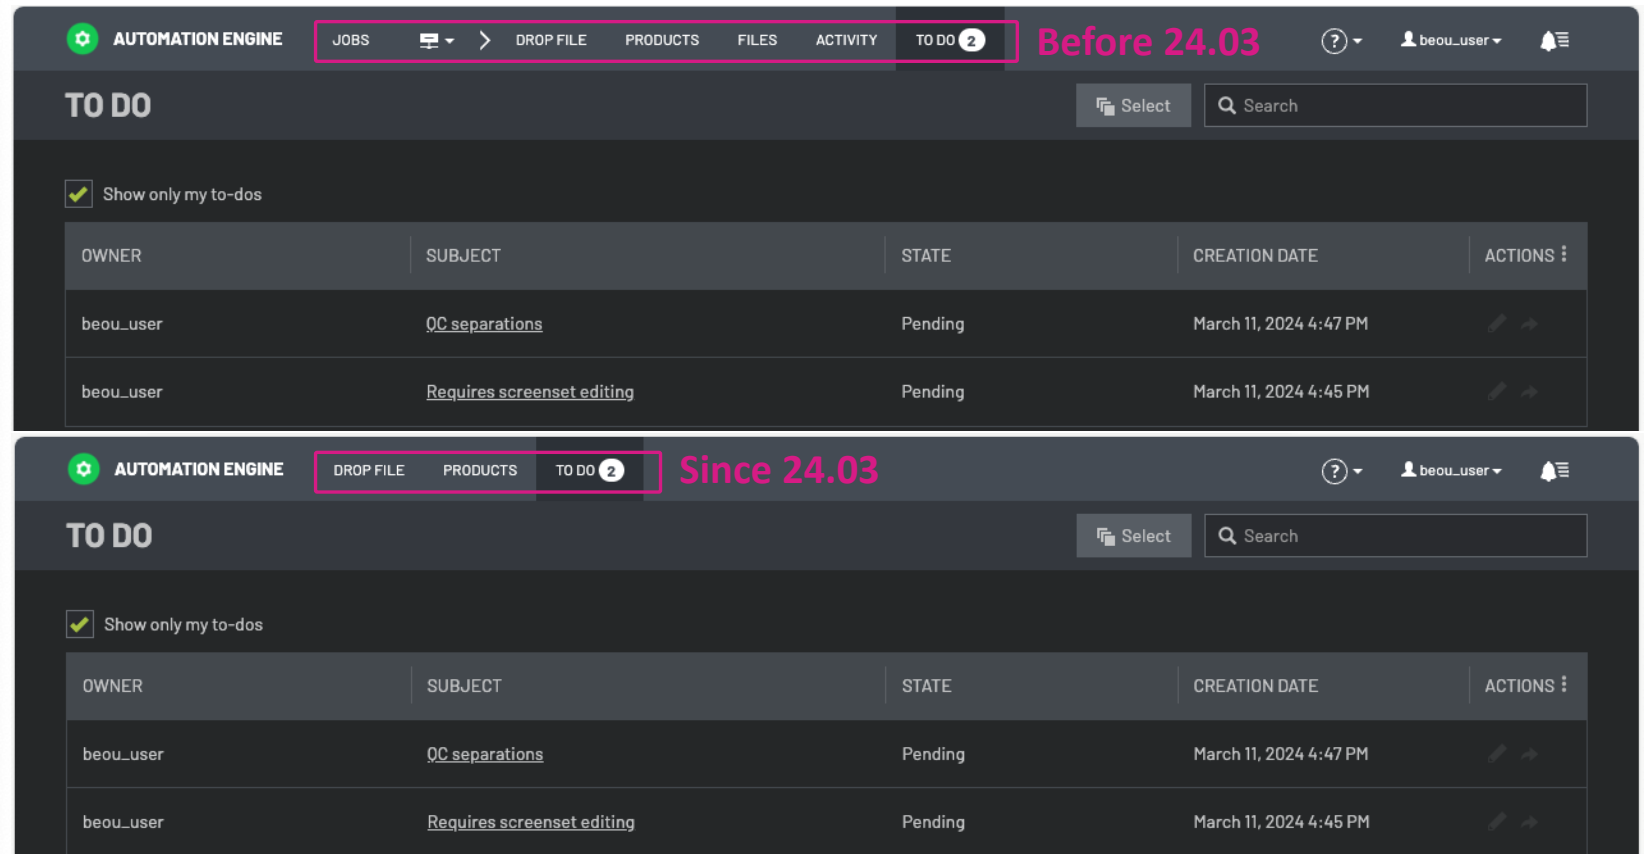 AUTOMATION ENGINE JOBS DROP FILE PRODUCTS FILES ACTIVITY TO DO 2 Before 24.03 ? beou_user
TO DO Select Search
Show only my to-dos
OWNER SUBJECT STATE CREATION DATE ACTIONS
beou_user QC separations Pending March 11, 2024 4:47 PM
beou_user Requires screenset editing Pending March 11, 2024 4:45 PM
AUTOMATION ENGINE DROP FILE PRODUCTS TO DO 2 Since 24.03 ? beou_user
TO DO Select Search
Show only my to-dos
OWNER SUBJECT STATE CREATION DATE ACTIONS
beou_user QC separations Pending March 11, 2024 4:47 PM
beou_user Requires screenset editing Pending March 11, 2024 4:45 PM